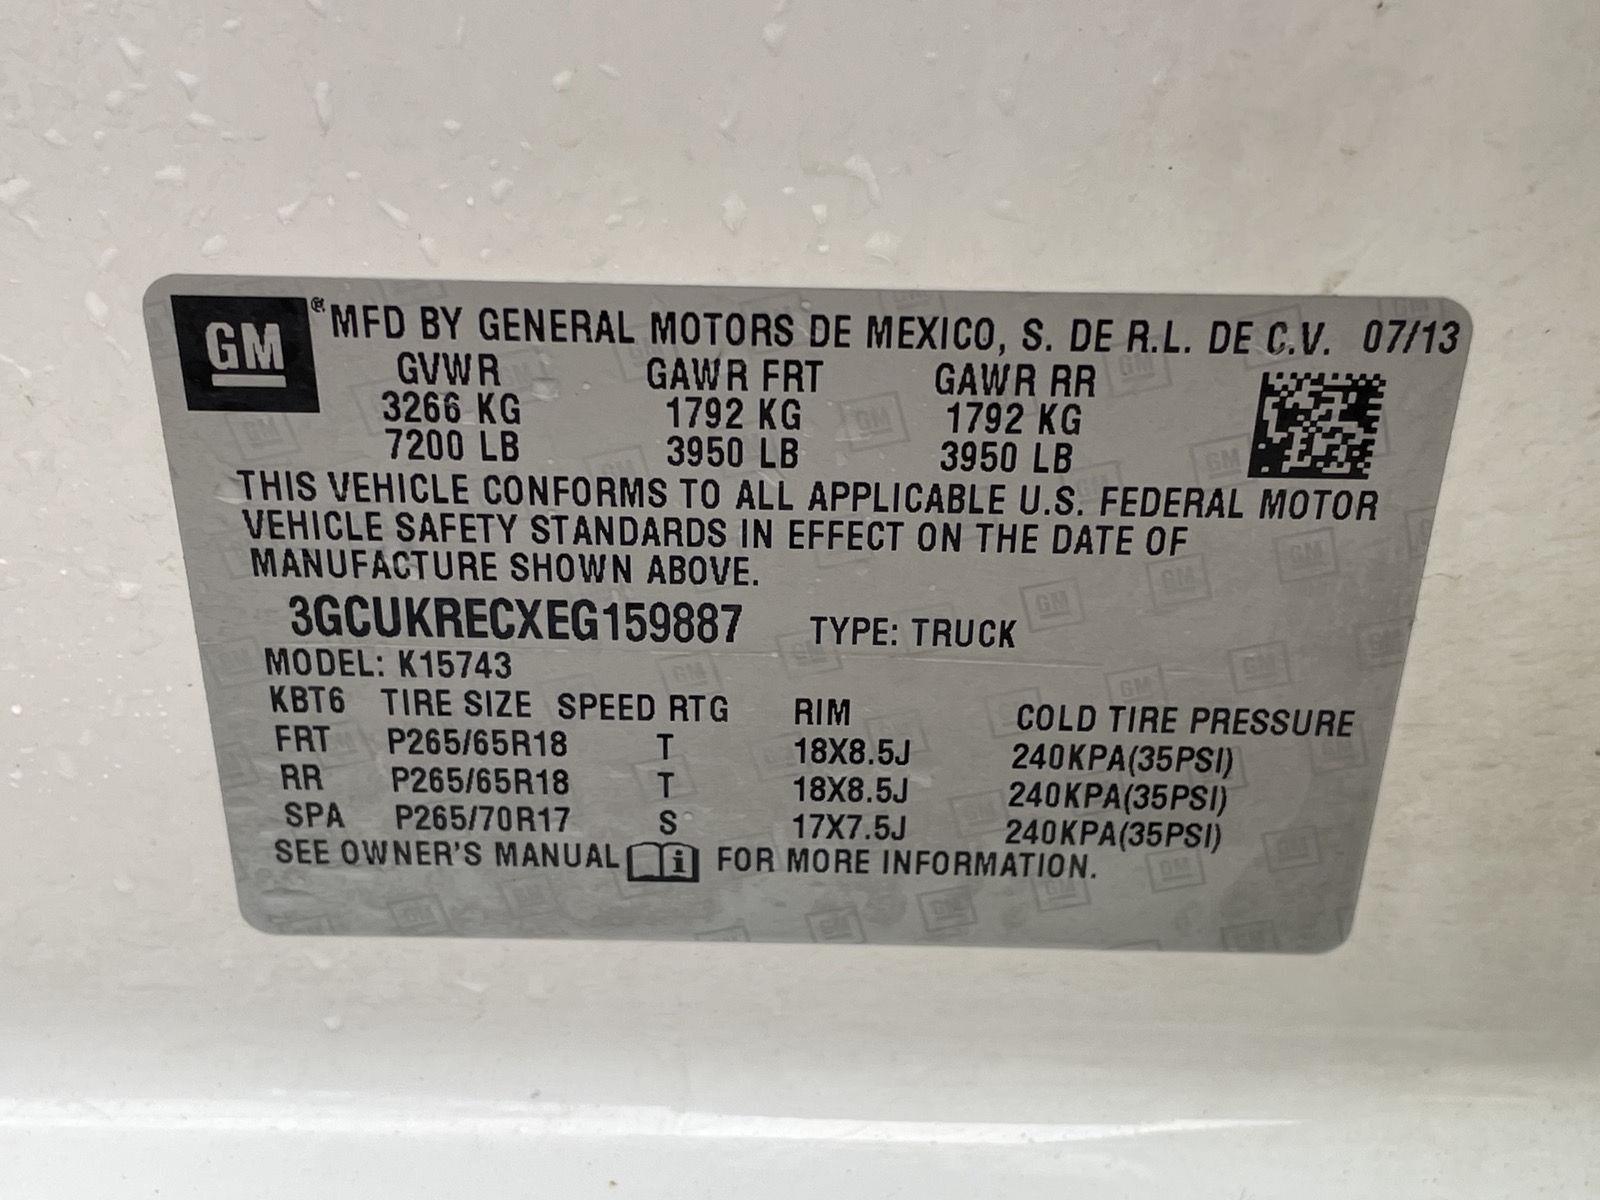 GM® MFD BY GENERAL MOTORS DE MEXICO, S. DE R.L. DE C.V. 07/13
GVWR GAWR FRT GAWR RR
3266 KG 1792 KG 1792 KG
7200 LB 3950 LB 3950 LB
THIS VEHICLE CONFORMS TO ALL APPLICABLE U.S. FEDERAL MOTOR
VEHICLE SAFETY STANDARDS IN EFFECT ON THE DATE OF
MANUFACTURE SHOWN ABOVE.
3GCUKRECXEG159887 TYPE: TRUCK
MODEL: K15743
KBT6 TIRE SIZE SPEED RTG RIM COLD TIRE PRESSURE
FRT P265/65R18 T 18X8.5J 240KPA(35PSI)
RR P265/65R18 T 18X8.5J 240KPA(35PSI)
SPA P265/70R17 S 17X7.5J 240KPA(35PSI)
SEE OWNER'S MANUAL i FOR MORE INFORMATION.